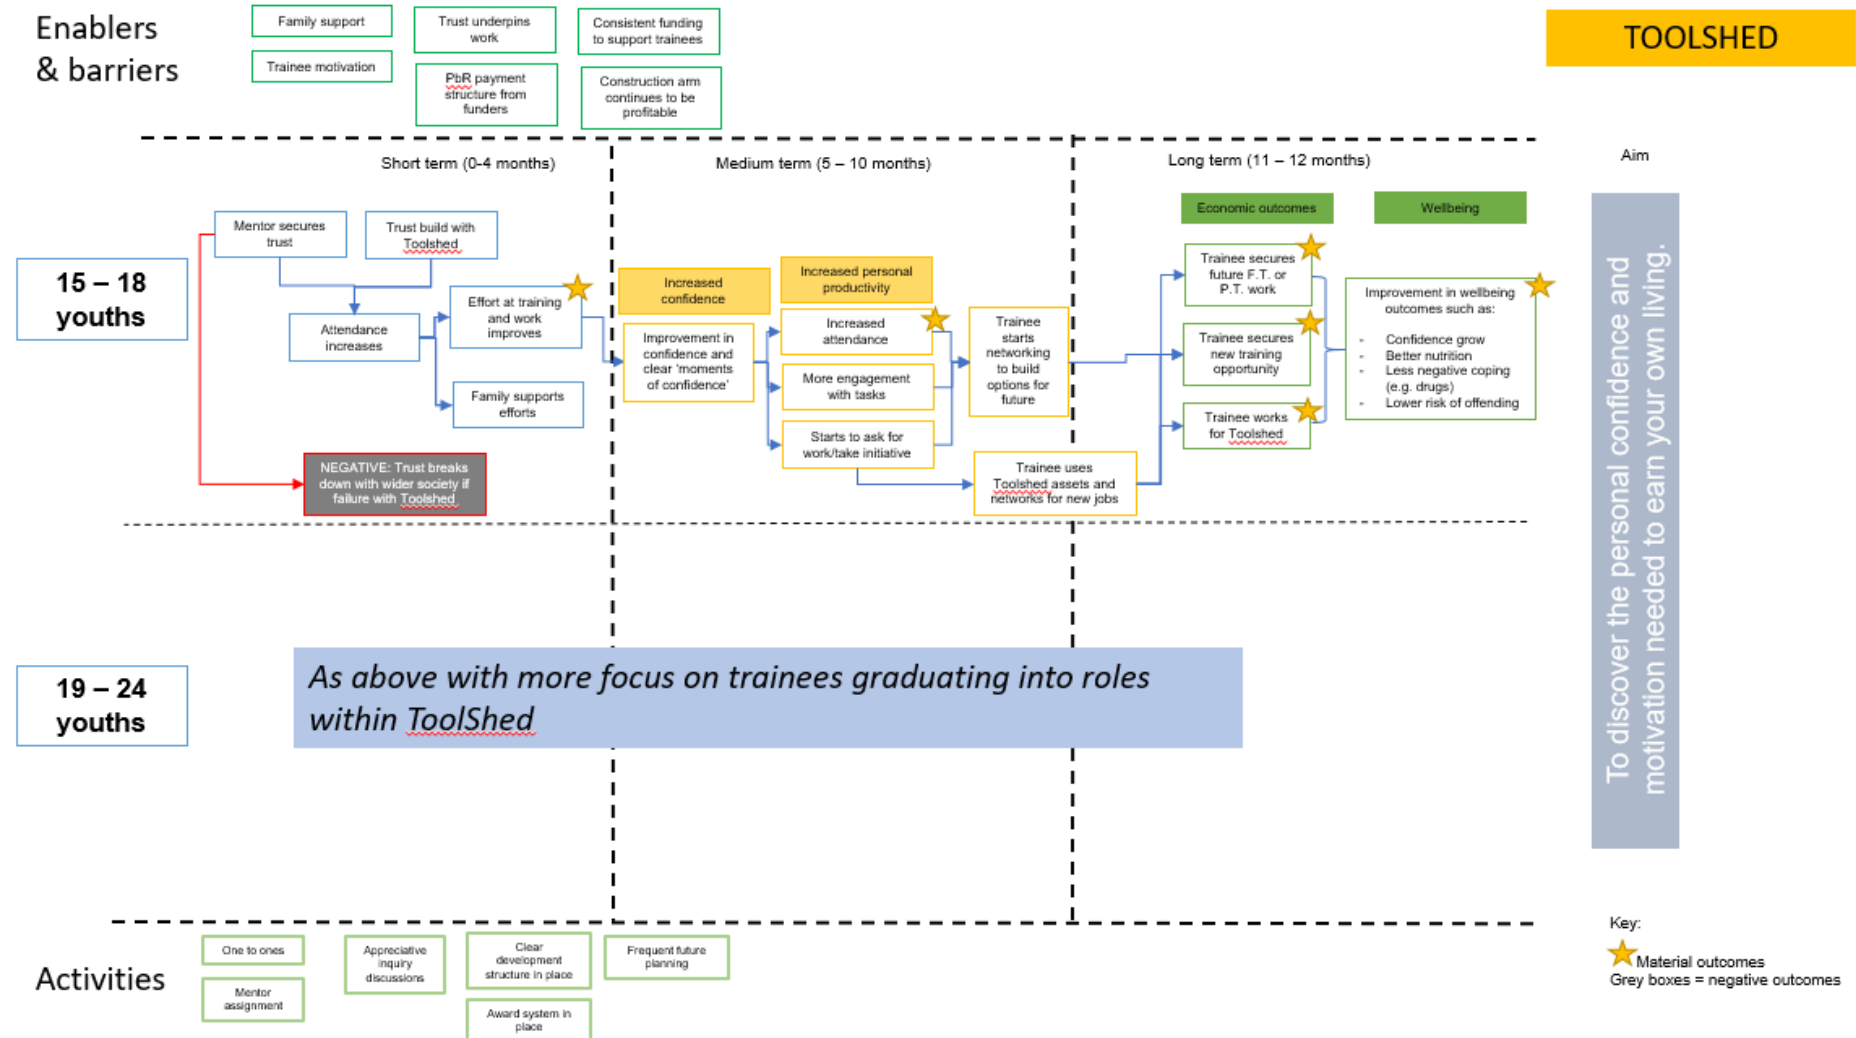 Enablers
& barriers
Family support
Trainee motivation
Trust underpins
work
PbR payment
structure from
funders
Consistent funding
to support trainees
Construction arm
continues to be
profitable
TOOLSHED
Short term (0-4 months)
Medium term (5 – 10 months)
Long term (11 – 12 months)
Aim
15 – 18
youths
Mentor secures
trust
Trust build with
Toolshed
Attendance
increases
Effort at training
and work
improves
Family supports
efforts
NEGATIVE: Trust breaks
down with wider society if
failure with Toolshed
Increased
confidence
Improvement in
confidence and
clear ‘moments
of confidence’
Increased personal
productivity
Increased
attendance
More engagement
with tasks
Starts to ask for
work/take initiative
Trainee
starts
networking
to build
options for
future
Trainee uses
Toolshed assets and
networks for new jobs
Economic outcomes
Trainee secures
future F.T. or
P.T. work
Trainee secures
new training
opportunity
Trainee works
for Toolshed
Wellbeing
Improvement in wellbeing
outcomes such as:
- Confidence grow
- Better nutrition
- Less negative coping
(e.g. drugs)
- Lower risk of offending
To discover the personal confidence and
motivation needed to earn your own living.
19 – 24
youths
As above with more focus on trainees graduating into roles
within ToolShed
Activities
One to ones
Mentor
assignment
Appreciative
inquiry
discussions
Clear
development
structure in place
Award system in
place
Frequent future
planning
Key:
Material outcomes
Grey boxes = negative outcomes